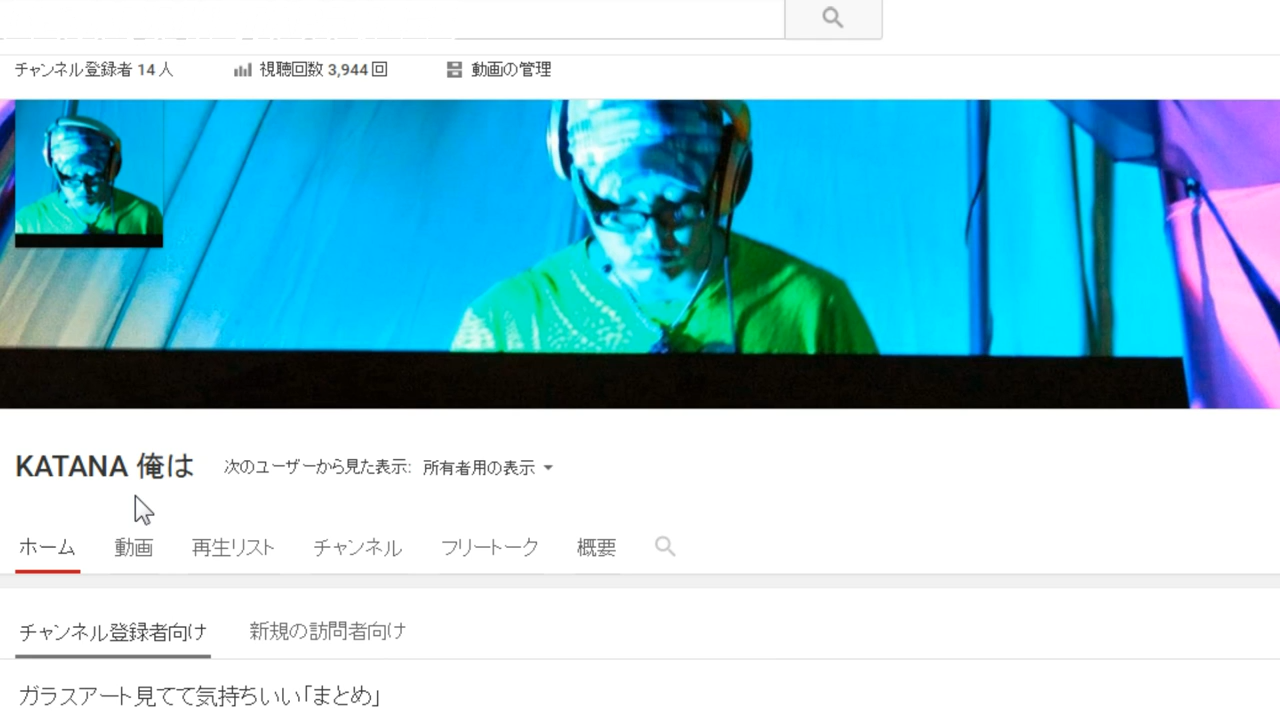 チャンネル登録者 14 人 視聴回数 3,944 回 動画の管理
KATANA 俺は 次のユーザーから見た表示: 所有者用の表示
ホーム 動画 再生リスト チャンネル フリートーク 概要
チャンネル登録者向け 新規の訪問者向け
ガラスアート見てて気持ちいい「まとめ」